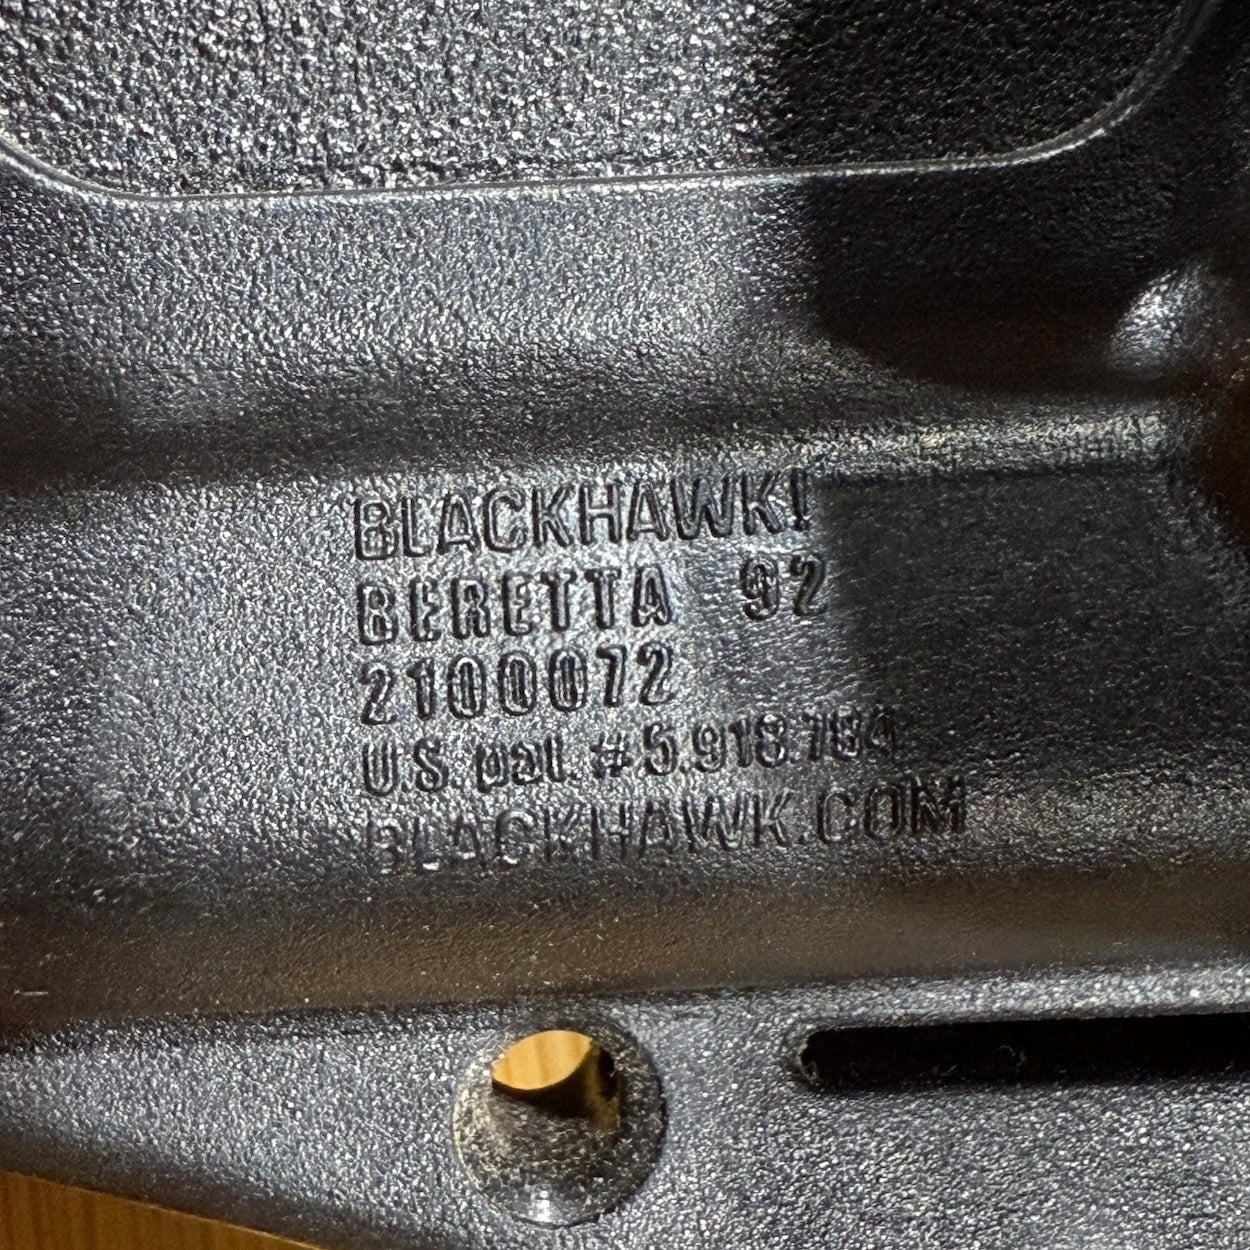 BLACKHAWK!
BERETTA 92
2100072
U.S. pat. #5,918,784
BLACKHAWK.COM